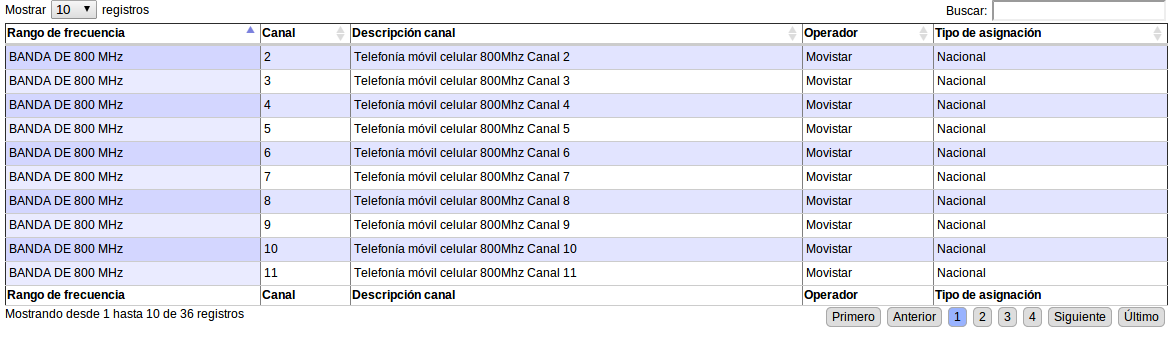 Mostrar 10 registros Buscar:
Rango de frecuencia Canal Descripción canal Operador Tipo de asignación
BANDA DE 800 MHz 2 Telefonía móvil celular 800Mhz Canal 2 Movistar Nacional
BANDA DE 800 MHz 3 Telefonía móvil celular 800Mhz Canal 3 Movistar Nacional
BANDA DE 800 MHz 4 Telefonía móvil celular 800Mhz Canal 4 Movistar Nacional
BANDA DE 800 MHz 5 Telefonía móvil celular 800Mhz Canal 5 Movistar Nacional
BANDA DE 800 MHz 6 Telefonía móvil celular 800Mhz Canal 6 Movistar Nacional
BANDA DE 800 MHz 7 Telefonía móvil celular 800Mhz Canal 7 Movistar Nacional
BANDA DE 800 MHz 8 Telefonía móvil celular 800Mhz Canal 8 Movistar Nacional
BANDA DE 800 MHz 9 Telefonía móvil celular 800Mhz Canal 9 Movistar Nacional
BANDA DE 800 MHz 10 Telefonía móvil celular 800Mhz Canal 10 Movistar Nacional
BANDA DE 800 MHz 11 Telefonía móvil celular 800Mhz Canal 11 Movistar Nacional
Rango de frecuencia Canal Descripción canal Operador Tipo de asignación
Mostrando desde 1 hasta 10 de 36 registros Primero Anterior 1 2 3 4 Siguiente Último